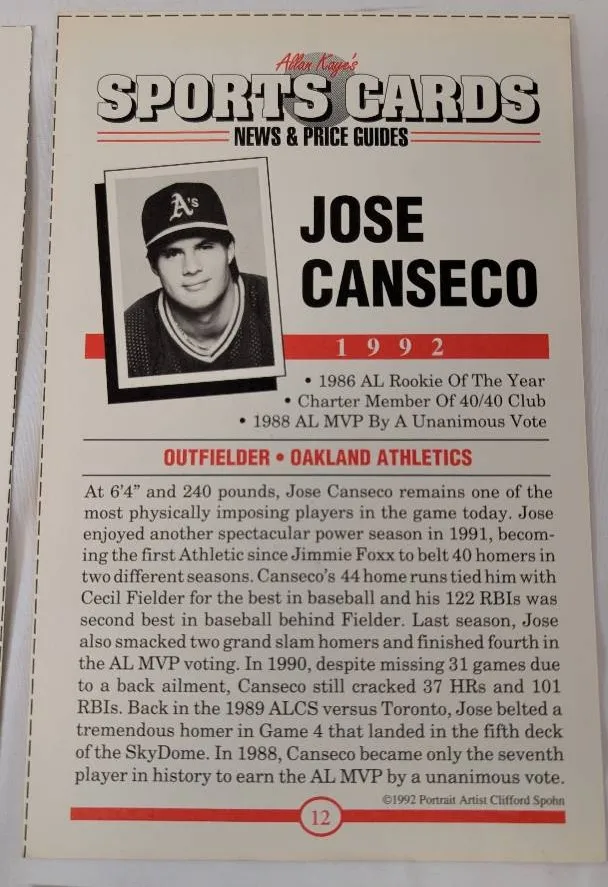 Allan Kaye's
SPORTS CARDS
NEWS & PRICE GUIDES
A's
JOSE
CANSECO
1992
• 1986 AL Rookie Of The Year
• Charter Member Of 40/40 Club
• 1988 AL MVP By A Unanimous Vote
OUTFIELDER • OAKLAND ATHLETICS
At 6'4" and 240 pounds, Jose Canseco remains one of the
most physically imposing players in the game today. Jose
enjoyed another spectacular power season in 1991, becom-
ing the first Athletic since Jimmie Foxx to belt 40 homers in
two different seasons. Canseco's 44 home runs tied him with
Cecil Fielder for the best in baseball and his 122 RBIs was
second best in baseball behind Fielder. Last season, Jose
also smacked two grand slam homers and finished fourth in
the AL MVP voting. In 1990, despite missing 31 games due
to a back ailment, Canseco still cracked 37 HRs and 101
RBIs. Back in the 1989 ALCS versus Toronto, Jose belted a
tremendous homer in Game 4 that landed in the fifth deck
of the SkyDome. In 1988, Canseco became only the seventh
player in history to earn the AL MVP by a unanimous vote.
©1992 Portrait Artist Clifford Spohn
12